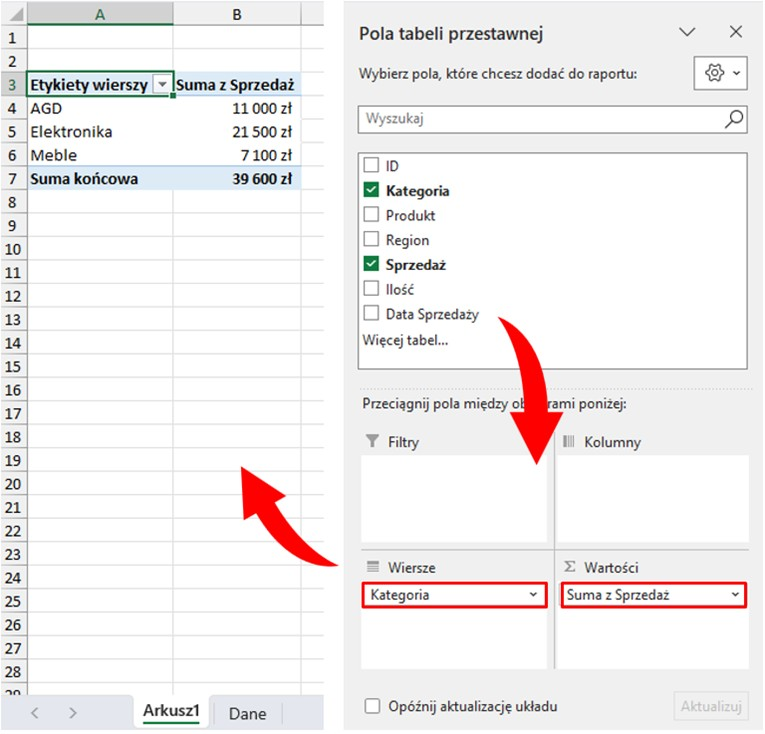 A B
1
2
3 Etykiety wierszy Suma z Sprzedaż
4 AGD 11 000 zł
5 Elektronika 21 500 zł
6 Meble 7 100 zł
7 Suma końcowa 39 600 zł
8
9
10
11
12
13
14
15
16
17
18
19
20
21
22
23
24
25
26
27
28
29
Arkusz1 Dane
Pola tabeli przestawnej
Wybierz pola, które chcesz dodać do raportu:
Wyszukaj
ID
Kategoria
Produkt
Region
Sprzedaż
Ilość
Data Sprzedaży
Więcej tabel...
Przeciągnij pola między obszarami poniżej:
Filtry Kolumny
Wiersze Σ Wartości
Kategoria Suma z Sprzedaż
Opóźnij aktualizację układu Aktualizuj